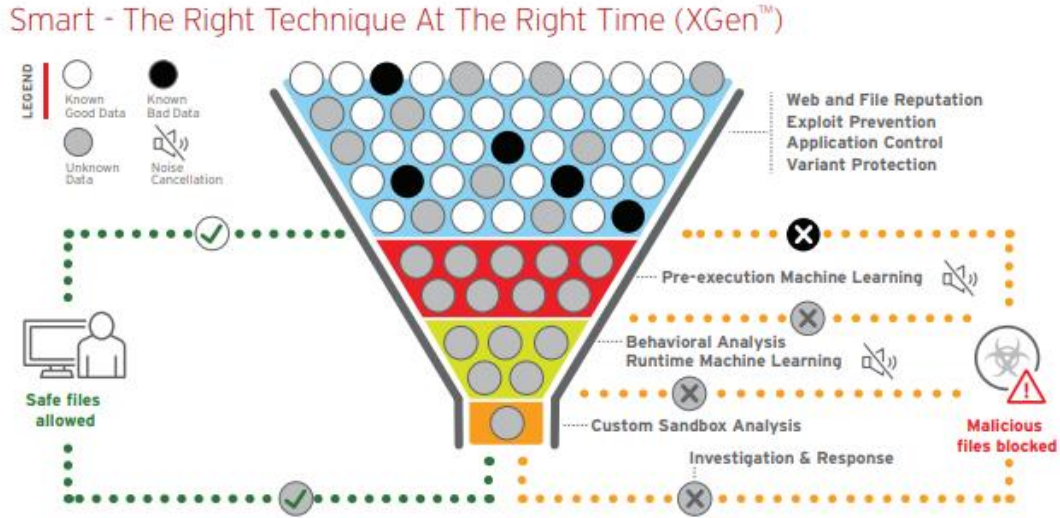 Smart - The Right Technique At The Right Time (XGen™)
LEGEND
Known
Good Data
Known
Bad Data
Unknown
Data
Noise
Cancellation
Web and File Reputation
Exploit Prevention
Application Control
Variant Protection
Pre-execution Machine Learning
Behavioral Analysis
Runtime Machine Learning
Safe files
allowed
Custom Sandbox Analysis
Malicious
files blocked
Investigation & Response